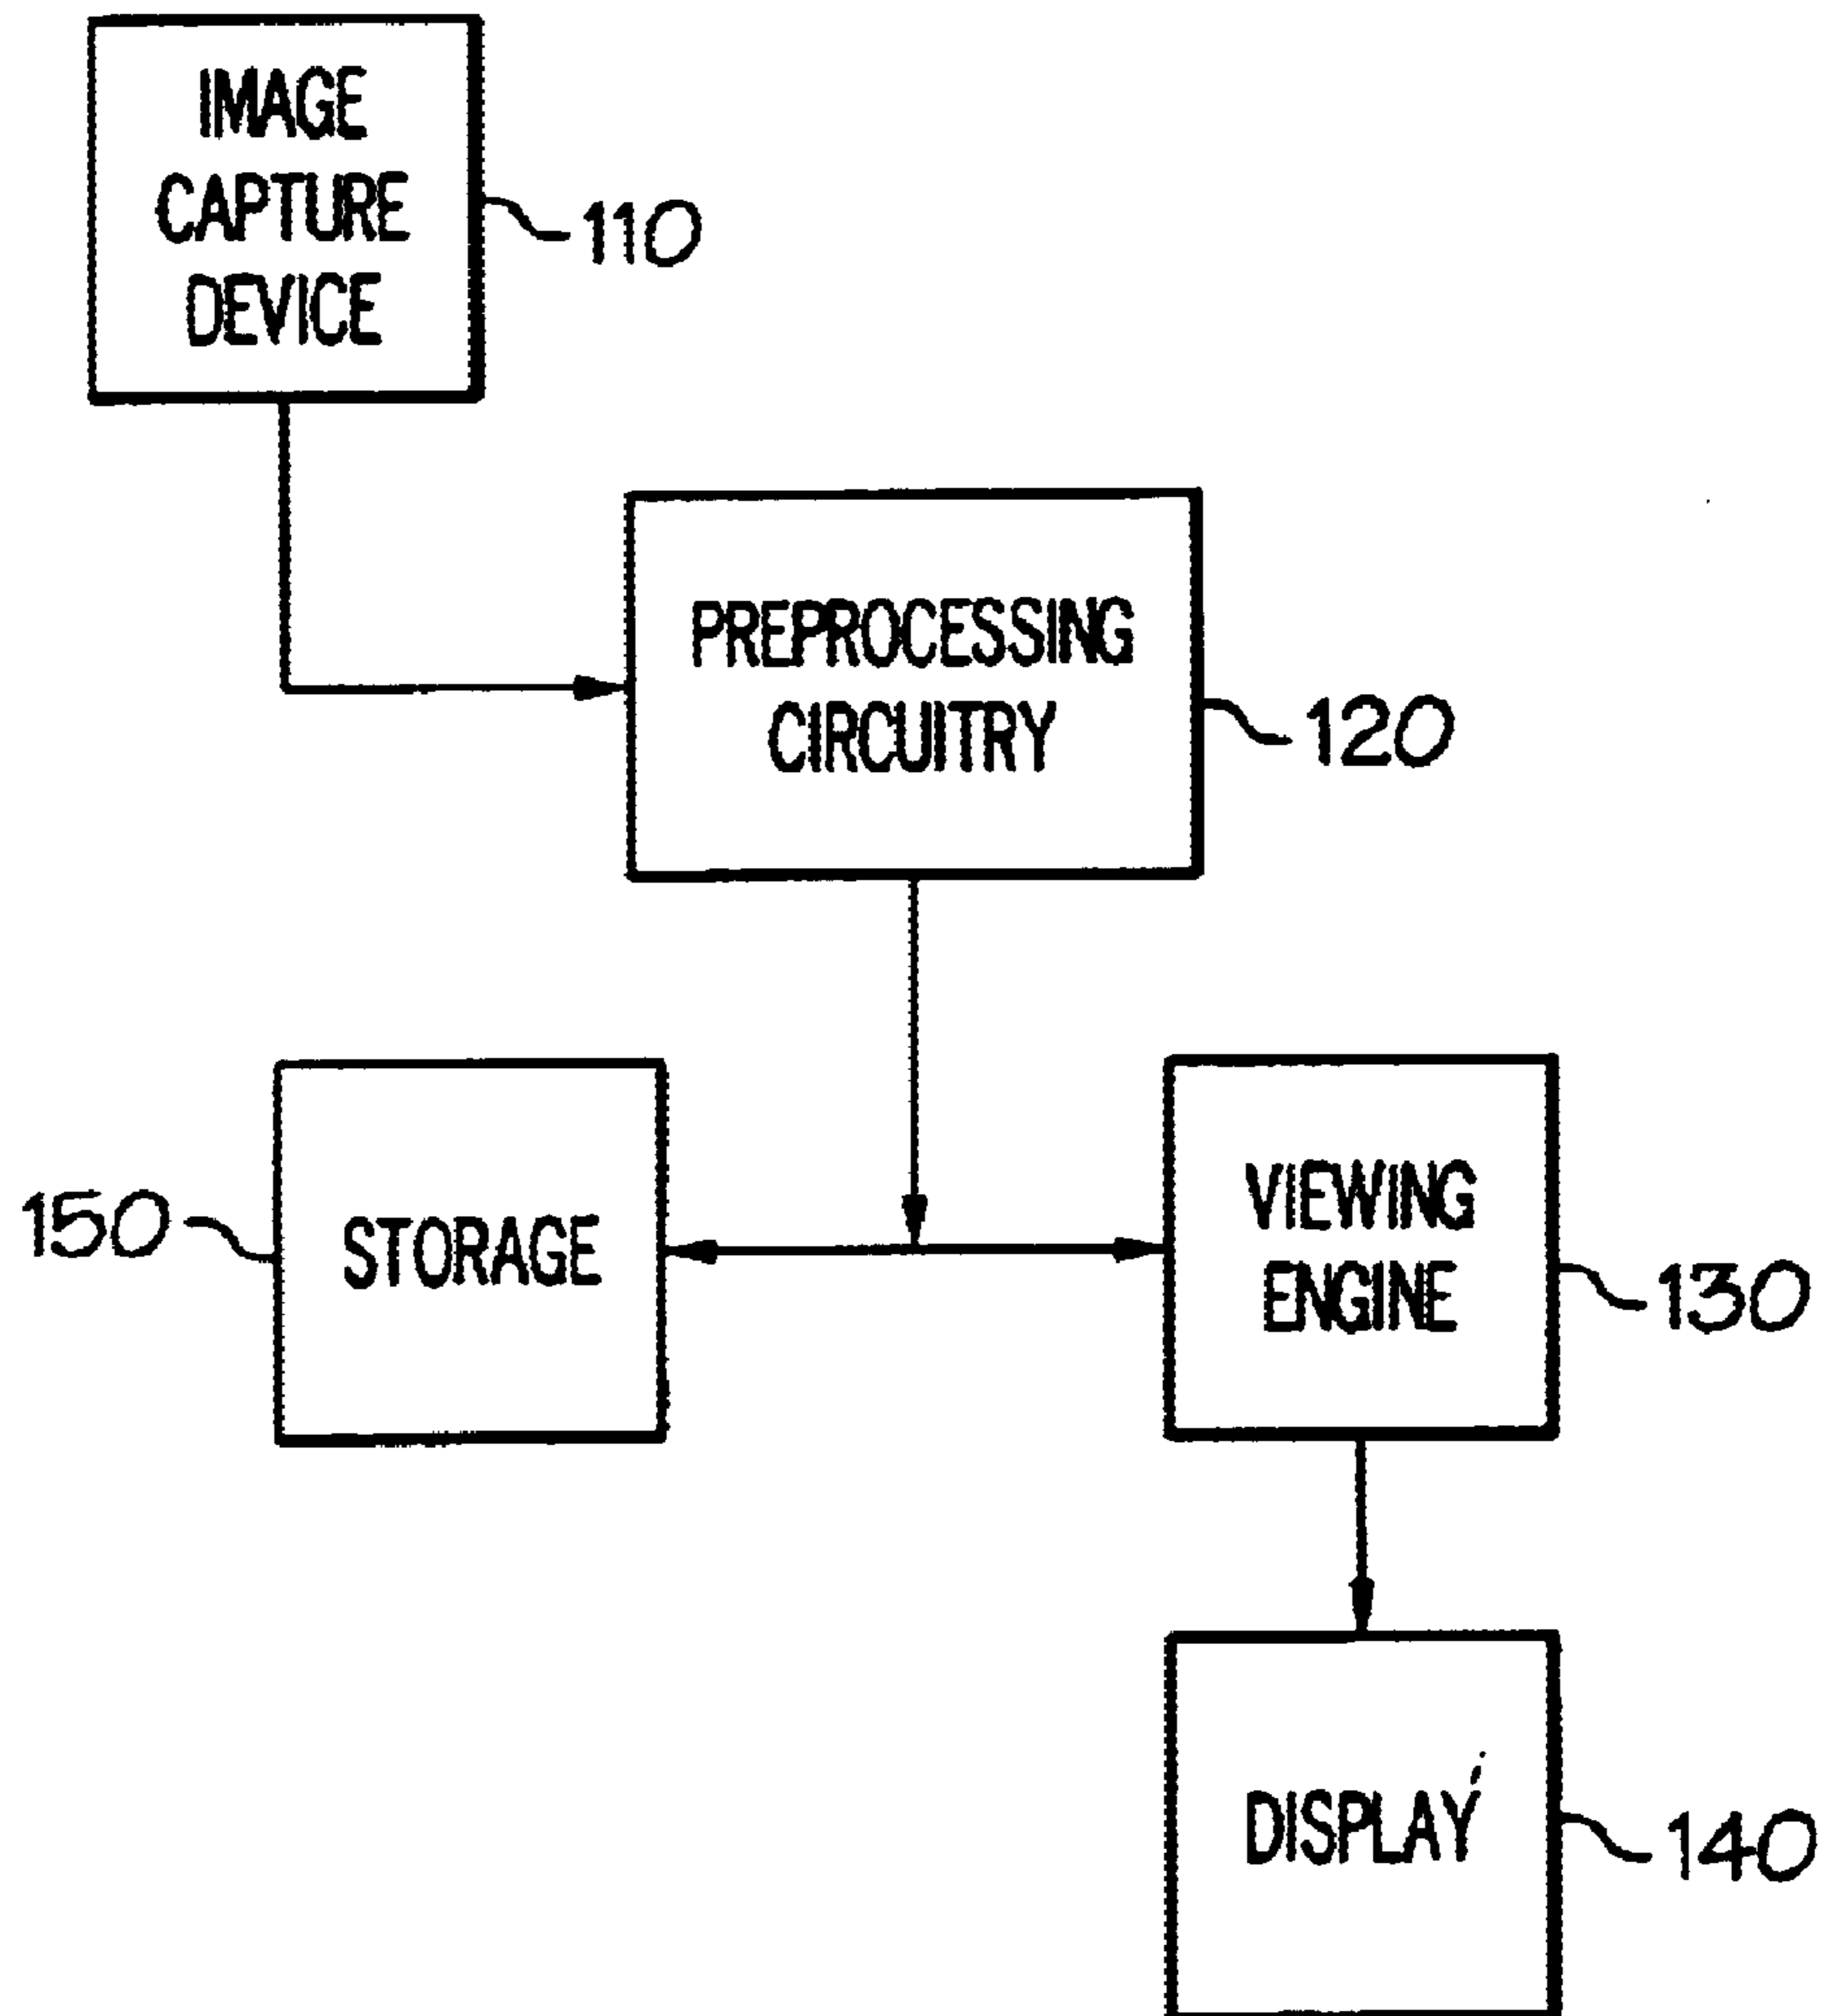 IMAGE
CAPTURE
DEVICE
110
PREPROCESSING
CIRCUITRY
120
150
STORAGE
VIEWING
ENGINE
130
DISPLAY
140